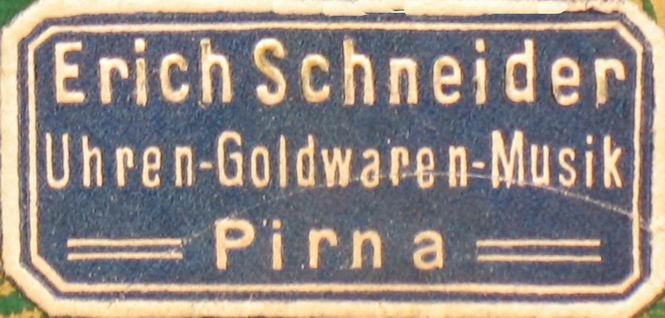 Erich Schneider
Uhren-Goldwaren-Musik
Pirna